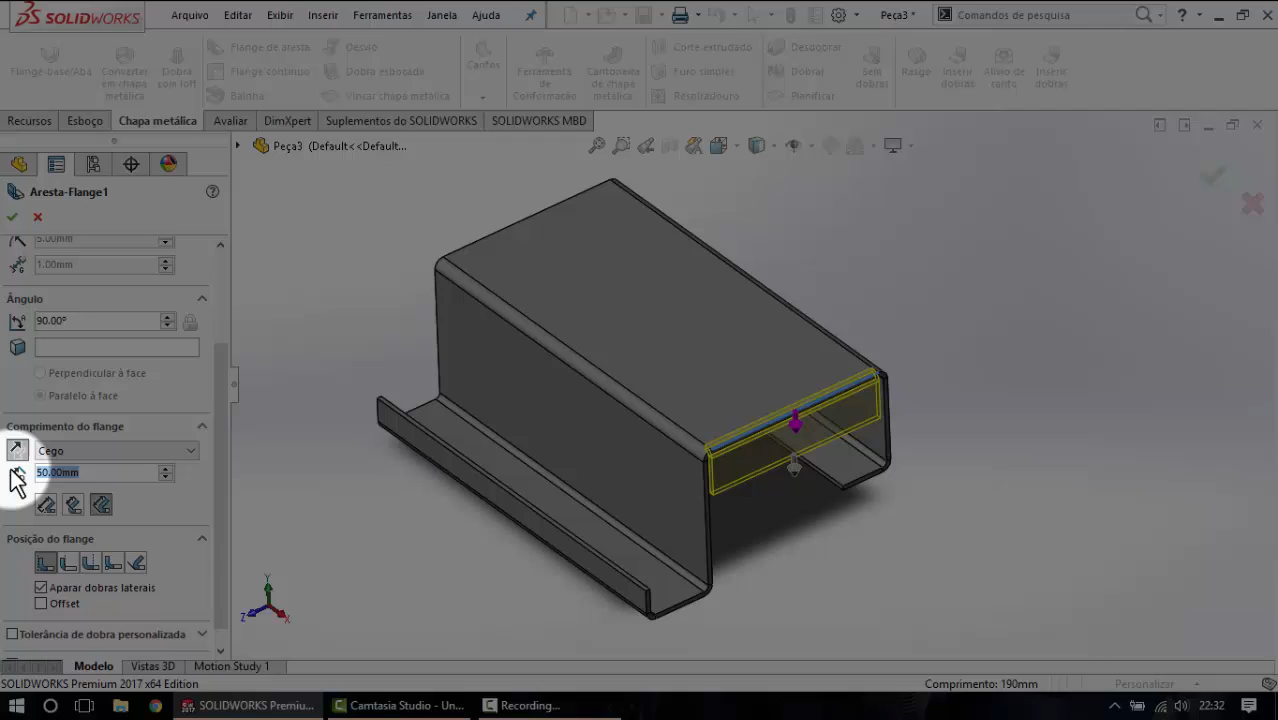 SOLIDWORKS
Arquivo Editar Exibir Inserir Ferramentas Janela Ajuda
Peça3 *
Comandos de pesquisa
?
Flange-base/Aba
Converter em chapa metálica
Dobra com loft
Flange de aresta
Flange contínuo
Bainha
Desvio
Dobra esboçada
Vincar chapa metálica
Cantos
Ferramenta de Conformação
Cantoneira de chapa metálica
Corte extrudado
Furo simples
Respiradouro
Desdobrar
Dobrar
Planificar
Sem dobras
Rasgo
Inserir dobras
Alívio de canto
Inserir dobras
Recursos Esboço Chapa metálica Avaliar DimXpert Suplementos do SOLIDWORKS SOLIDWORKS MBD
Peça3 (Default<<Default...
Aresta-Flange1
5.00mm
1.00mm
Ângulo
90.00°
Perpendicular à face
Paralelo à face
Comprimento do flange
Cego
50.00mm
Posição do flange
Aparar dobras laterais
Offset
Tolerância de dobra personalizada
Y
Z X
Modelo Vistas 3D Motion Study 1
SOLIDWORKS Premium 2017 x64 Edition
Comprimento: 190mm
Personalizar
SOLIDWORKS Premiu...
Camtasia Studio - Un...
Recording...
22:32